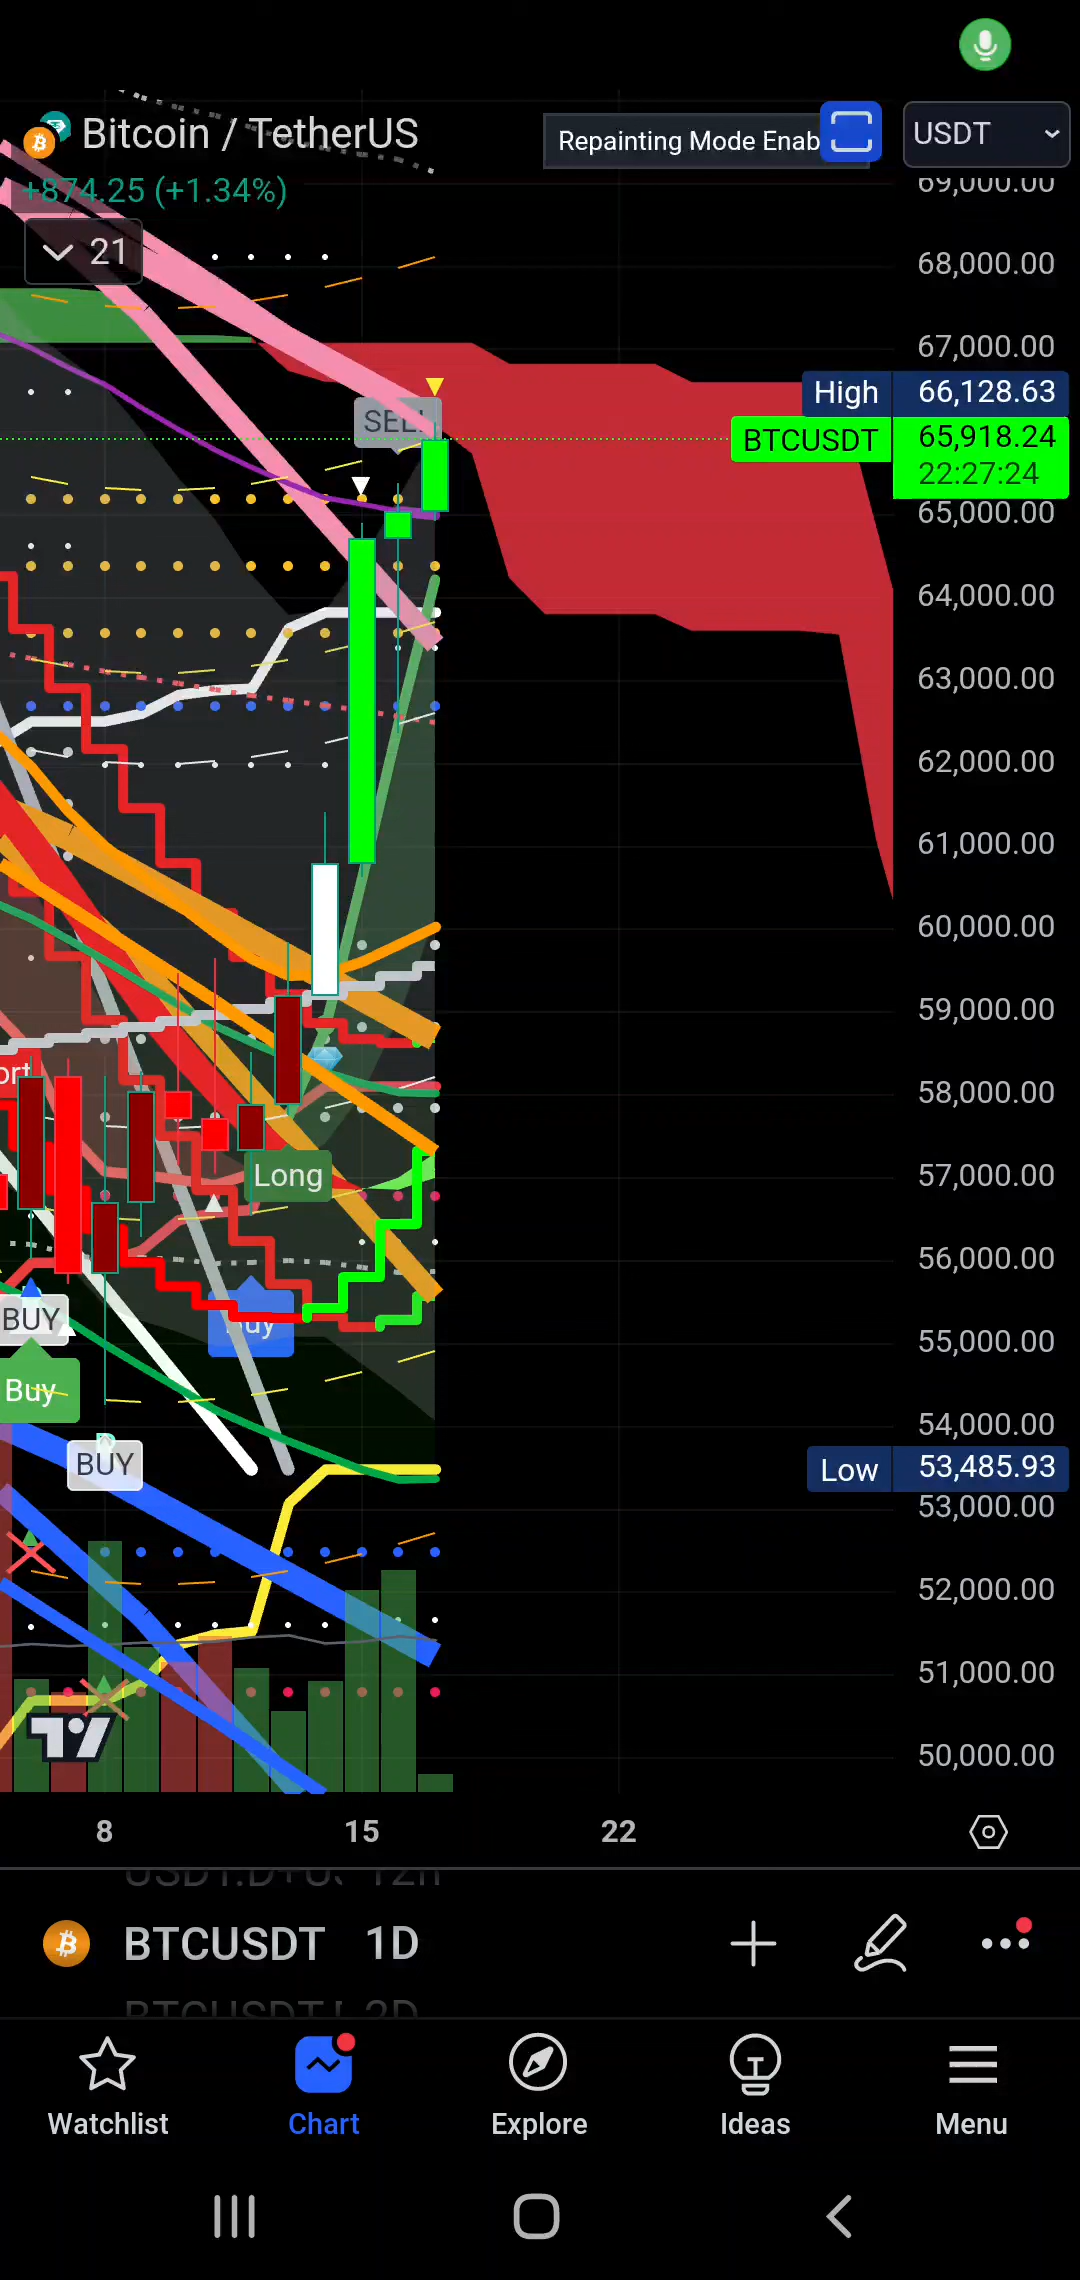 Bitcoin / TetherUS
Repainting Mode Enab
USDT
+874.25 (+1.34%)
21
69,000.00
68,000.00
67,000.00
High 66,128.63
SELL
BTCUSDT 65,918.24
22:27:24
65,000.00
64,000.00
63,000.00
62,000.00
61,000.00
60,000.00
59,000.00
58,000.00
ort
Long
57,000.00
56,000.00
BUY
Buy
55,000.00
Buy
54,000.00
BUY
Low 53,485.93
53,000.00
52,000.00
51,000.00
50,000.00
8 15 22
BTCUSDT 1D
Watchlist Chart Explore Ideas Menu